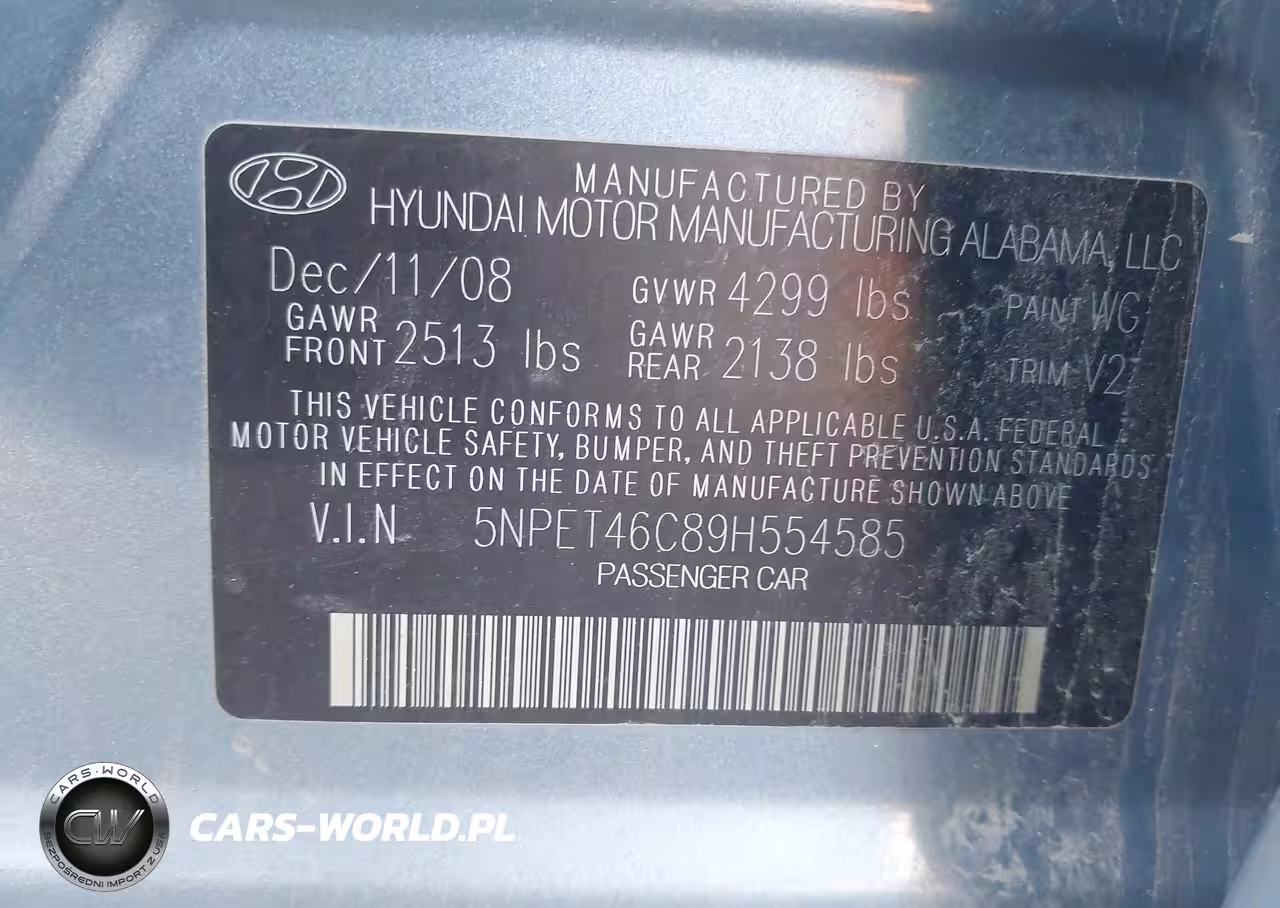 MANUFACTURED BY
HYUNDAI MOTOR MANUFACTURING ALABAMA, LLC
Dec/11/08 GVWR 4299 lbs PAINT WG
GAWR FRONT 2513 lbs GAWR REAR 2138 lbs TRIM V2
THIS VEHICLE CONFORMS TO ALL APPLICABLE U.S.A. FEDERAL
MOTOR VEHICLE SAFETY, BUMPER, AND THEFT PREVENTION STANDARDS
IN EFFECT ON THE DATE OF MANUFACTURE SHOWN ABOVE
V.I.N 5NPET46C89H554585
PASSENGER CAR
CARS-WORLD
CW
BEZPOŚREDNI IMPORT Z USA
CARS-WORLD.PL